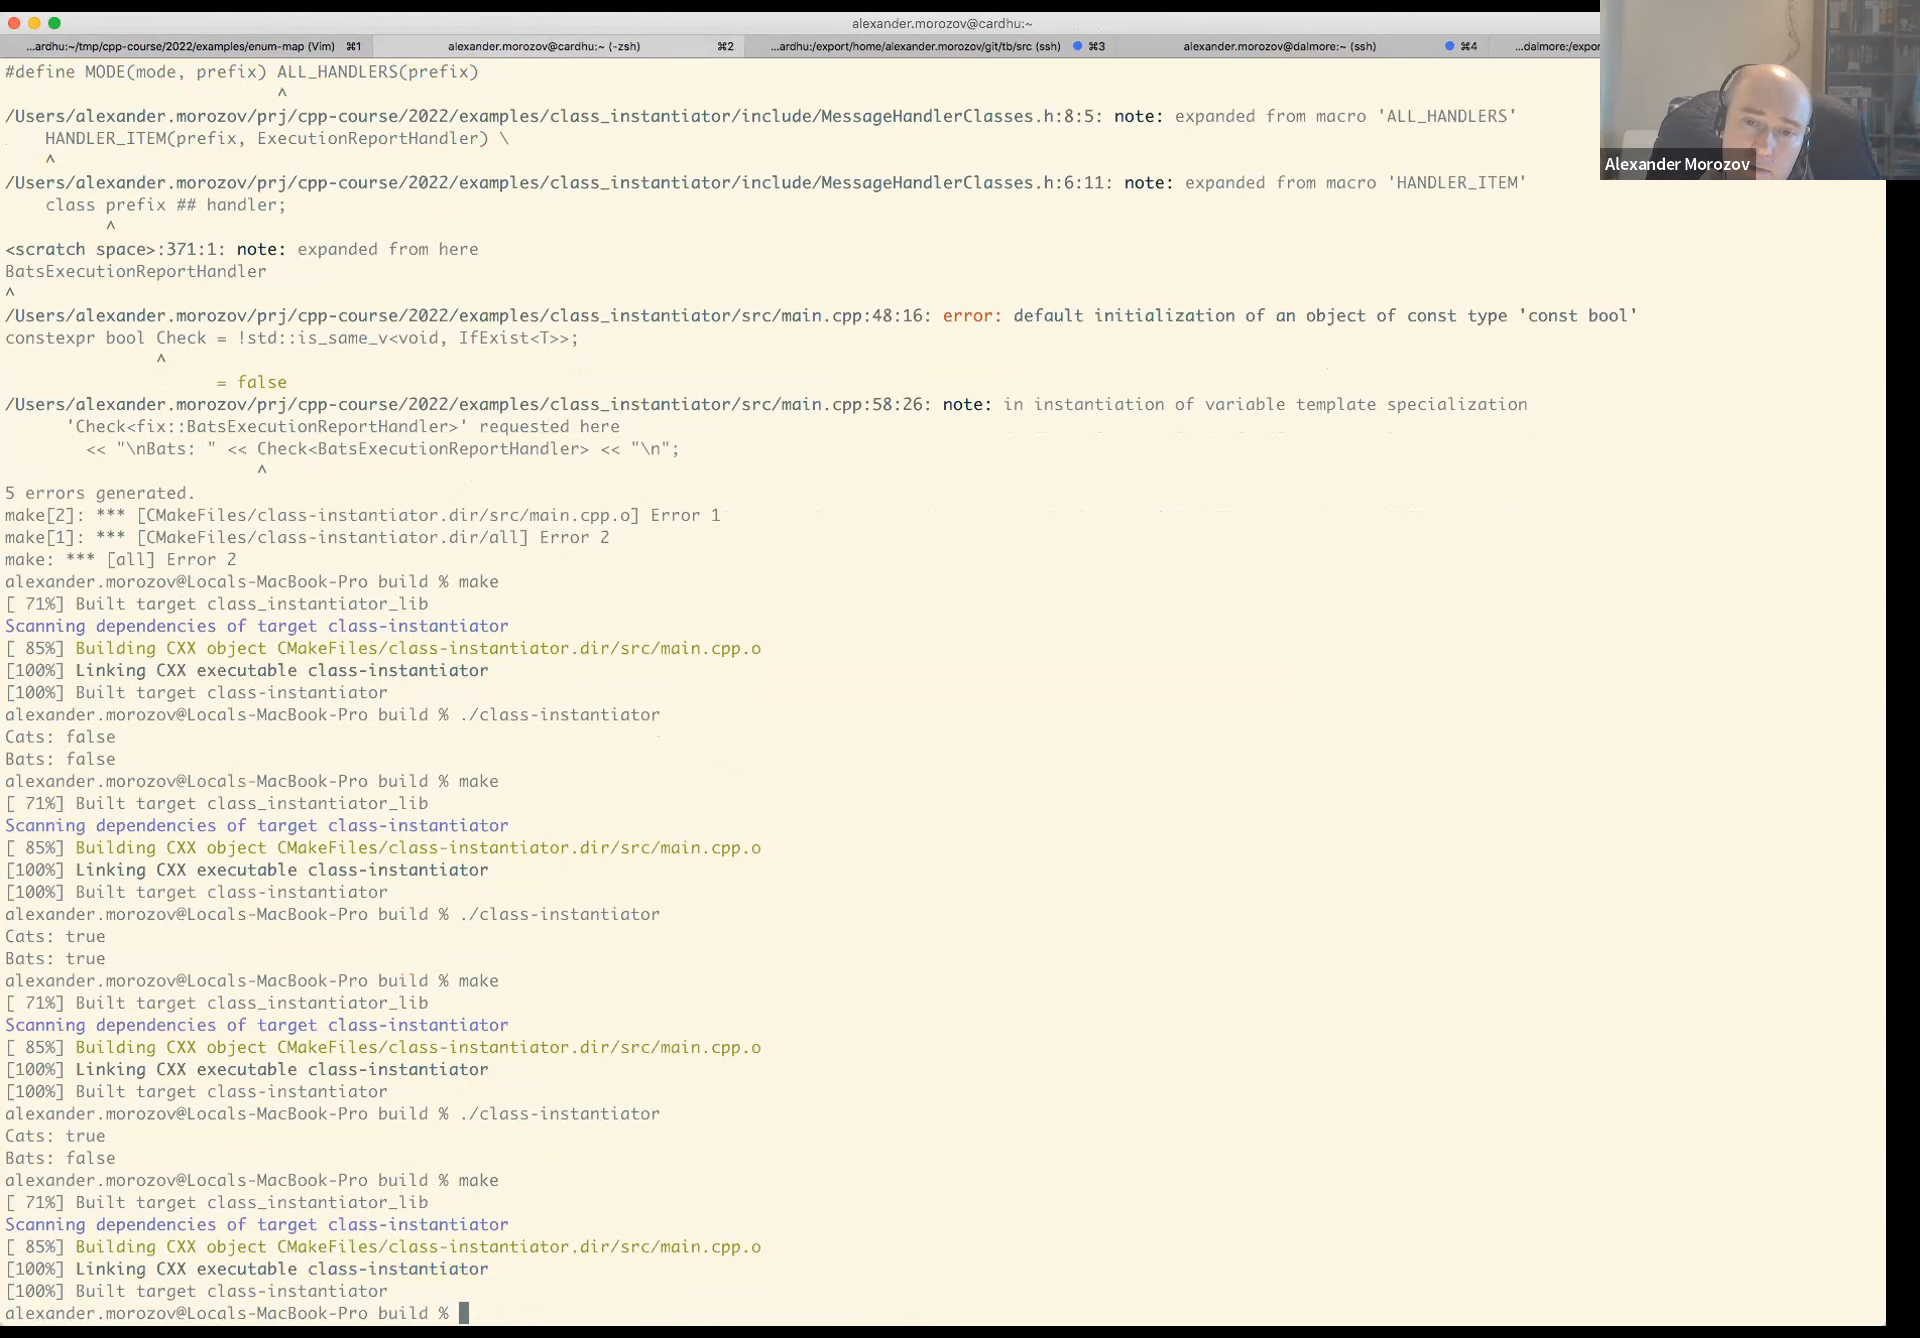 alexander.morozov@cardhu:~
...ardhu:~/tmp/cpp-course/2022/examples/enum-map (Vim) ⌘1
alexander.morozov@cardhu:~ (-zsh) ⌘2
...ardhu:/export/home/alexander.morozov/git/tb/src (ssh) ⌘3
alexander.morozov@dalmore:~ (ssh) ⌘4
...dalmore:/expor
Alexander Morozov
#define MODE(mode, prefix) ALL_HANDLERS(prefix)
^
/Users/alexander.morozov/prj/cpp-course/2022/examples/class_instantiator/include/MessageHandlerClasses.h:8:5: note: expanded from macro 'ALL_HANDLERS'
HANDLER_ITEM(prefix, ExecutionReportHandler) \
^
/Users/alexander.morozov/prj/cpp-course/2022/examples/class_instantiator/include/MessageHandlerClasses.h:6:11: note: expanded from macro 'HANDLER_ITEM'
class prefix ## handler;
^
<scratch space>:371:1: note: expanded from here
BatsExecutionReportHandler
^
/Users/alexander.morozov/prj/cpp-course/2022/examples/class_instantiator/src/main.cpp:48:16: error: default initialization of an object of const type 'const bool'
constexpr bool Check = !std::is_same_v<void, IfExist<T>>;
^
= false
/Users/alexander.morozov/prj/cpp-course/2022/examples/class_instantiator/src/main.cpp:58:26: note: in instantiation of variable template specialization
'Check<fix::BatsExecutionReportHandler>' requested here
<< "\nBats: " << Check<BatsExecutionReportHandler> << "\n";
^
5 errors generated.
make[2]: *** [CMakeFiles/class-instantiator.dir/src/main.cpp.o] Error 1
make[1]: *** [CMakeFiles/class-instantiator.dir/all] Error 2
make: *** [all] Error 2
alexander.morozov@Locals-MacBook-Pro build % make
[ 71%] Built target class_instantiator_lib
Scanning dependencies of target class-instantiator
[ 85%] Building CXX object CMakeFiles/class-instantiator.dir/src/main.cpp.o
[100%] Linking CXX executable class-instantiator
[100%] Built target class-instantiator
alexander.morozov@Locals-MacBook-Pro build % ./class-instantiator
Cats: false
Bats: false
alexander.morozov@Locals-MacBook-Pro build % make
[ 71%] Built target class_instantiator_lib
Scanning dependencies of target class-instantiator
[ 85%] Building CXX object CMakeFiles/class-instantiator.dir/src/main.cpp.o
[100%] Linking CXX executable class-instantiator
[100%] Built target class-instantiator
alexander.morozov@Locals-MacBook-Pro build % ./class-instantiator
Cats: true
Bats: true
alexander.morozov@Locals-MacBook-Pro build % make
[ 71%] Built target class_instantiator_lib
Scanning dependencies of target class-instantiator
[ 85%] Building CXX object CMakeFiles/class-instantiator.dir/src/main.cpp.o
[100%] Linking CXX executable class-instantiator
[100%] Built target class-instantiator
alexander.morozov@Locals-MacBook-Pro build % ./class-instantiator
Cats: true
Bats: false
alexander.morozov@Locals-MacBook-Pro build % make
[ 71%] Built target class_instantiator_lib
Scanning dependencies of target class-instantiator
[ 85%] Building CXX object CMakeFiles/class-instantiator.dir/src/main.cpp.o
[100%] Linking CXX executable class-instantiator
[100%] Built target class-instantiator
alexander.morozov@Locals-MacBook-Pro build %